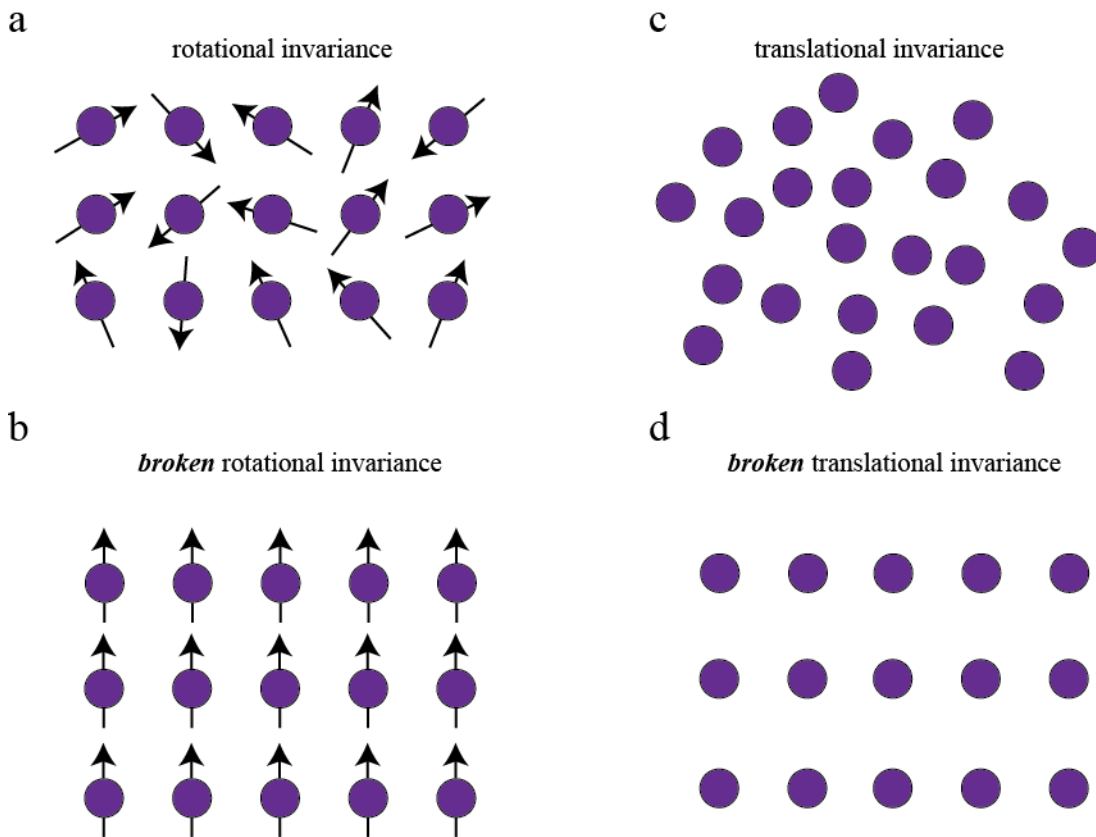 a
rotational invariance
b
broken rotational invariance
c
translational invariance
d
broken translational invariance